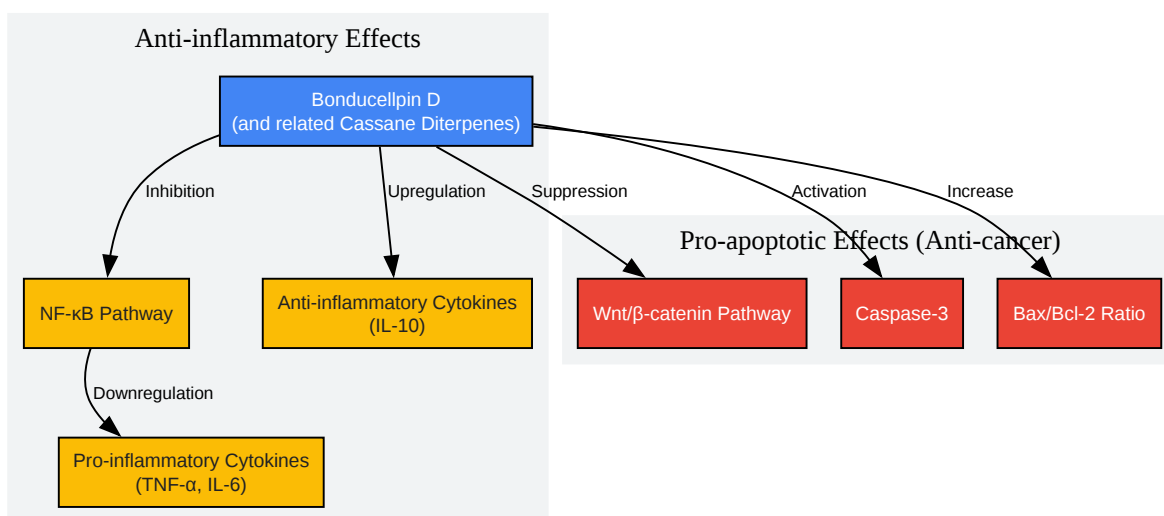 Anti-inflammatory Effects
Bonducellpin D
(and related Cassane Diterpenes)
Inhibition
Upregulation
Suppression
Activation
Increase
Pro-apoptotic Effects (Anti-cancer)
NF-κB Pathway
Anti-inflammatory Cytokines
(IL-10)
Wnt/β-catenin Pathway
Caspase-3
Bax/Bcl-2 Ratio
Downregulation
Pro-inflammatory Cytokines
(TNF-α, IL-6)